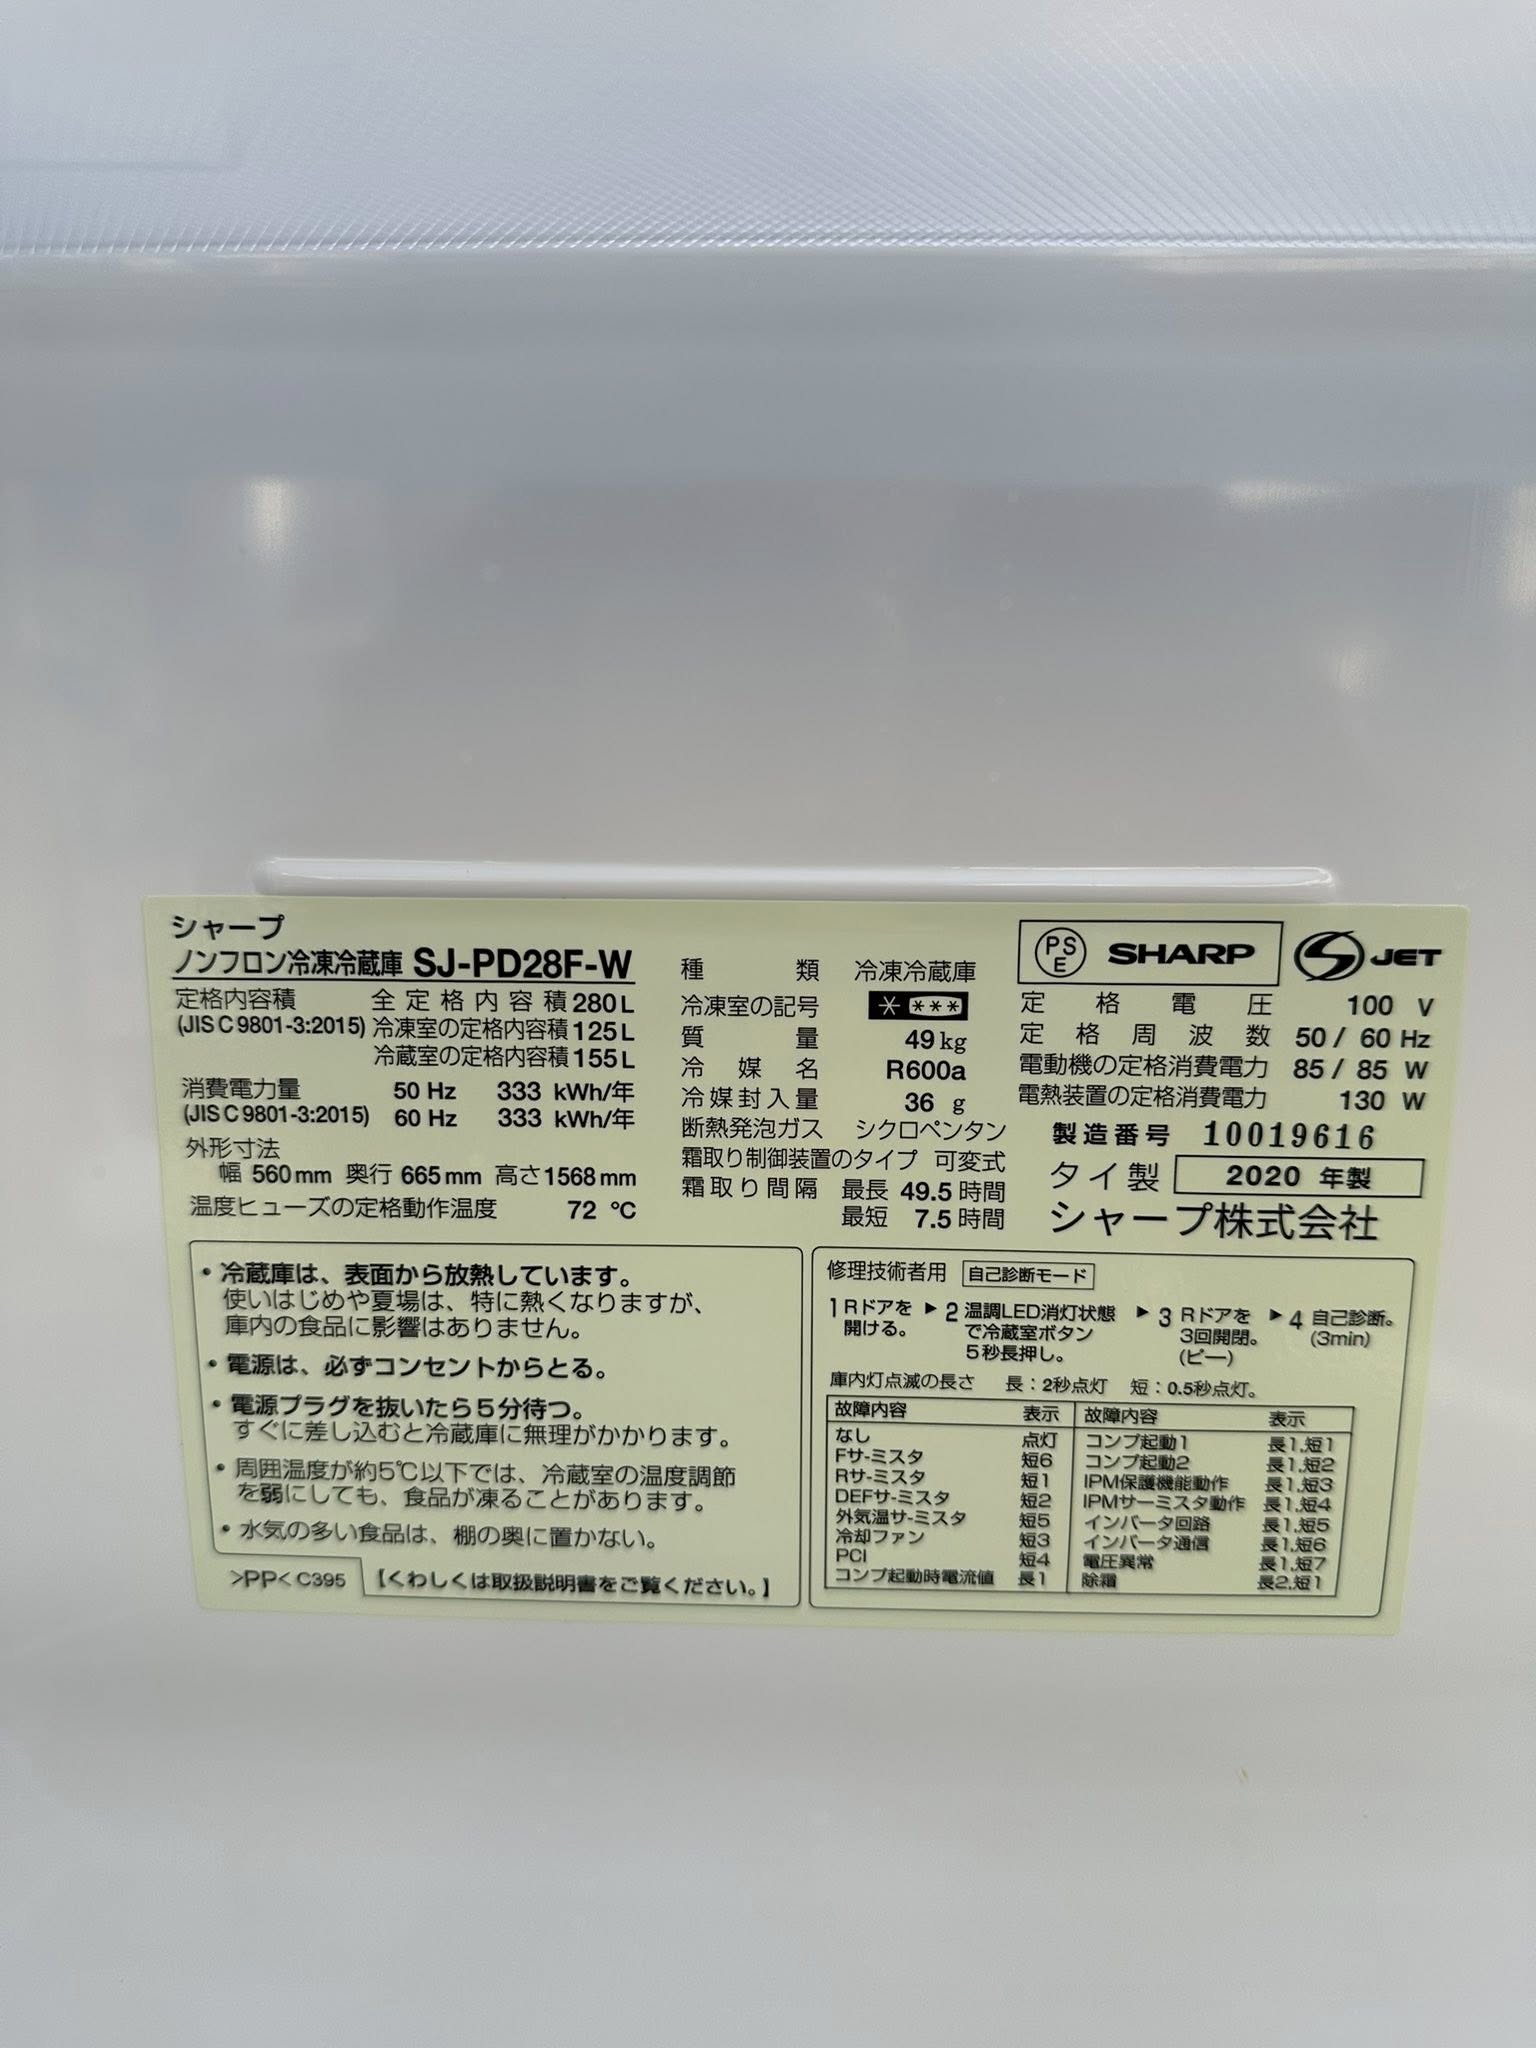 シャープ
ノンフロン冷凍冷蔵庫 SJ-PD28F-W
定格内容積 全定格内容積 280 L
(JIS C 9801-3:2015) 冷凍室の定格内容積 125 L
冷蔵室の定格内容積 155 L
消費電力量 50 Hz 333 kWh/年
(JIS C 9801-3:2015) 60 Hz 333 kWh/年
外形寸法
幅 560 mm 奥行 665 mm 高さ 1568 mm
温度ヒューズの定格動作温度 72 ℃
種類 冷凍冷蔵庫
冷凍室の記号 * ***
質量 49 kg
冷媒名 R600a
冷媒封入量 36 g
断熱発泡ガス シクロペンタン
霜取り制御装置のタイプ 可変式
霜取り間隔 最長 49.5 時間
最短 7.5 時間
PSE SHARP S JET
定格電圧 100 V
定格周波数 50 / 60 Hz
電動機の定格消費電力 85 / 85 W
電熱装置の定格消費電力 130 W
製造番号 10019616
タイ製 2020 年製
シャープ株式会社
・冷蔵庫は、表面から放熱しています。
使いはじめや夏場は、特に熱くなりますが、
庫内の食品に影響はありません。
・電源は、必ずコンセントからとる。
・電源プラグを抜いたら5分待つ。
すぐに差し込むと冷蔵庫に無理がかかります。
・周囲温度が約5℃以下では、冷蔵室の温度調節
を弱にしても、食品が凍ることがあります。
・水気の多い食品は、棚の奥に置かない。
>PP< C395 【くわしくは取扱説明書をご覧ください。】
修理技術者用 自己診断モード
1 Rドアを開ける。 ▶ 2 温調LED消灯状態で冷蔵室ボタン5秒長押し。 ▶ 3 Rドアを3回開閉。(ピー) ▶ 4 自己診断。(3min)
庫内灯点滅の長さ 長：2秒点灯 短：0.5秒点灯。
故障内容 表示 故障内容 表示
なし 点灯 コンプ起動1 長1,短1
Fサ-ミスタ 短6 コンプ起動2 長1,短2
Rサ-ミスタ 短1 IPM保護機能動作 長1,短3
DEFサ-ミスタ 短2 IPMサーミスタ動作 長1,短4
外気温サ-ミスタ 短5 インバータ回路 長1,短5
冷却ファン 短3 インバータ通信 長1,短6
PCI 短4 電圧異常 長1,短7
コンプ起動時電流値 長1 除霜 長2,短1